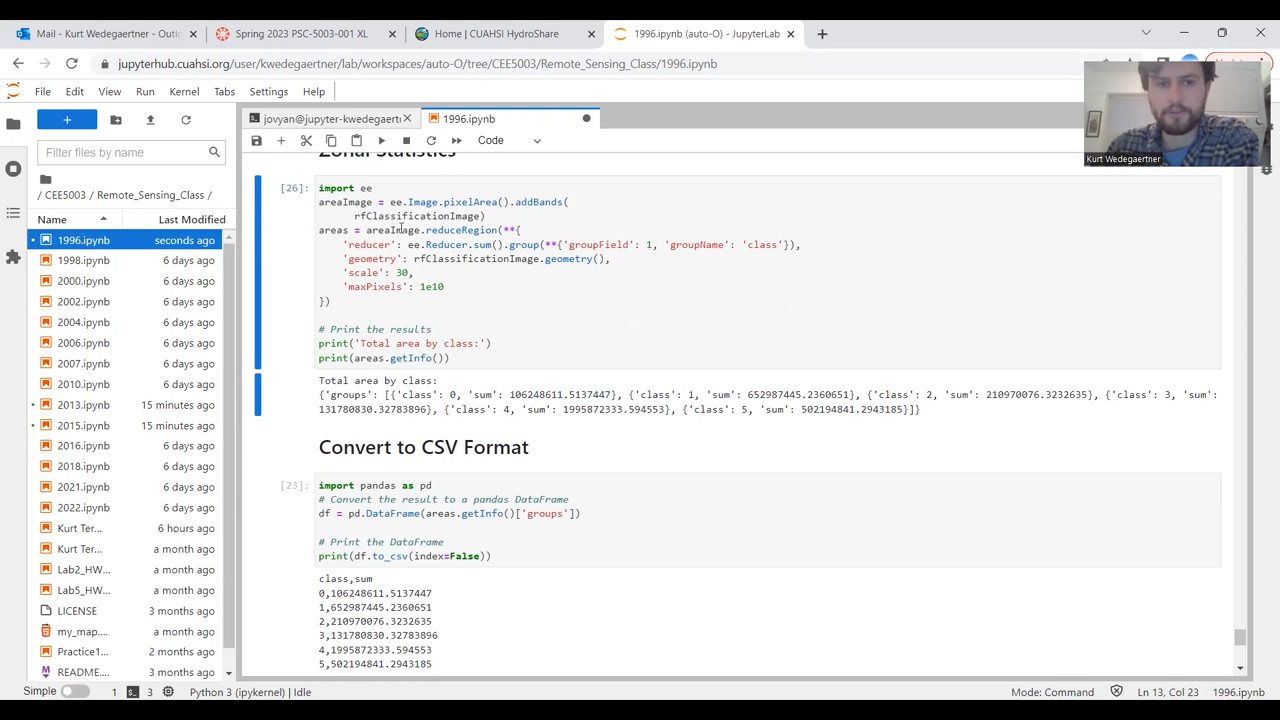 Mail - Kurt Wedegaertner - Outlo
Spring 2023 PSC-5003-001 XL
Home | CUAHSI HydroShare
1996.ipynb (auto-O) - JupyterLab
jupyterhub.cuahsi.org/user/kwedegaertner/lab/workspaces/auto-O/tree/CEE5003/Remote_Sensing_Class/1996.ipynb
File Edit View Run Kernel Tabs Settings Help
Kurt Wedegaertner
jovyan@jupyter-kwedegaertn
1996.ipynb
Code
Filter files by name
/ CEE5003 / Remote_Sensing_Class /
Name Last Modified
1996.ipynb seconds ago
1998.ipynb 6 days ago
2000.ipynb 6 days ago
2002.ipynb 6 days ago
2004.ipynb 6 days ago
2006.ipynb 6 days ago
2007.ipynb 6 days ago
2010.ipynb 6 days ago
2013.ipynb 15 minutes ago
2015.ipynb 15 minutes ago
2016.ipynb 6 days ago
2018.ipynb 6 days ago
2021.ipynb 6 days ago
2022.ipynb 6 days ago
Kurt Ter... 6 hours ago
Kurt Ter... a month ago
Lab2_HW... a month ago
Lab5_HW... a month ago
LICENSE 3 months ago
my_map.... a month ago
Practice1... 2 months ago
README... 3 months ago
Zonal Statistics
[26]: import ee
areaImage = ee.Image.pixelArea().addBands(
rfClassificationImage)
areas = areaImage.reduceRegion(**{
'reducer': ee.Reducer.sum().group(**{'groupField': 1, 'groupName': 'class'}),
'geometry': rfClassificationImage.geometry(),
'scale': 30,
'maxPixels': 1e10
})
# Print the results
print('Total area by class:')
print(areas.getInfo())
Total area by class:
{'groups': [{'class': 0, 'sum': 106248611.5137447}, {'class': 1, 'sum': 652987445.2360651}, {'class': 2, 'sum': 210970076.3232635}, {'class': 3, 'sum':
131780830.32783896}, {'class': 4, 'sum': 1995872333.594553}, {'class': 5, 'sum': 502194841.2943185}]}
Convert to CSV Format
[23]: import pandas as pd
# Convert the result to a pandas DataFrame
df = pd.DataFrame(areas.getInfo()['groups'])
# Print the DataFrame
print(df.to_csv(index=False))
class,sum
0,106248611.5137447
1,652987445.2360651
2,210970076.3232635
3,131780830.32783896
4,1995872333.594553
5,502194841.2943185
Simple 1 3 Python 3 (ipykernel) | Idle Mode: Command Ln 13, Col 23 1996.ipynb